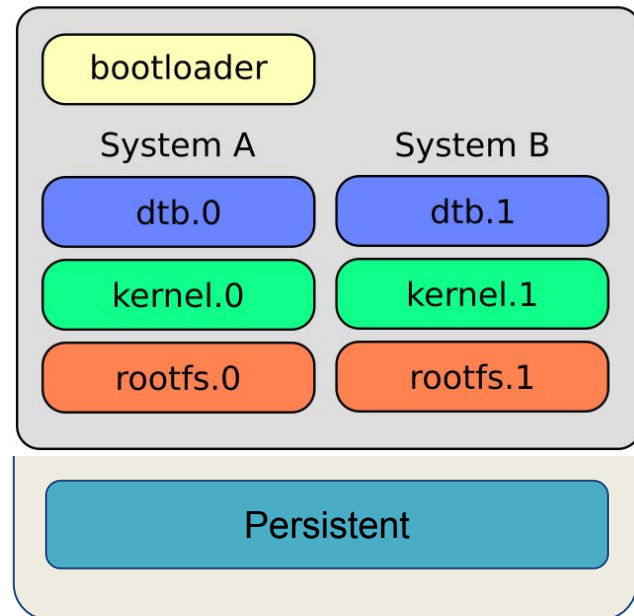 bootloader
System A System B
dtb.0 dtb.1
kernel.0 kernel.1
rootfs.0 rootfs.1
Persistent